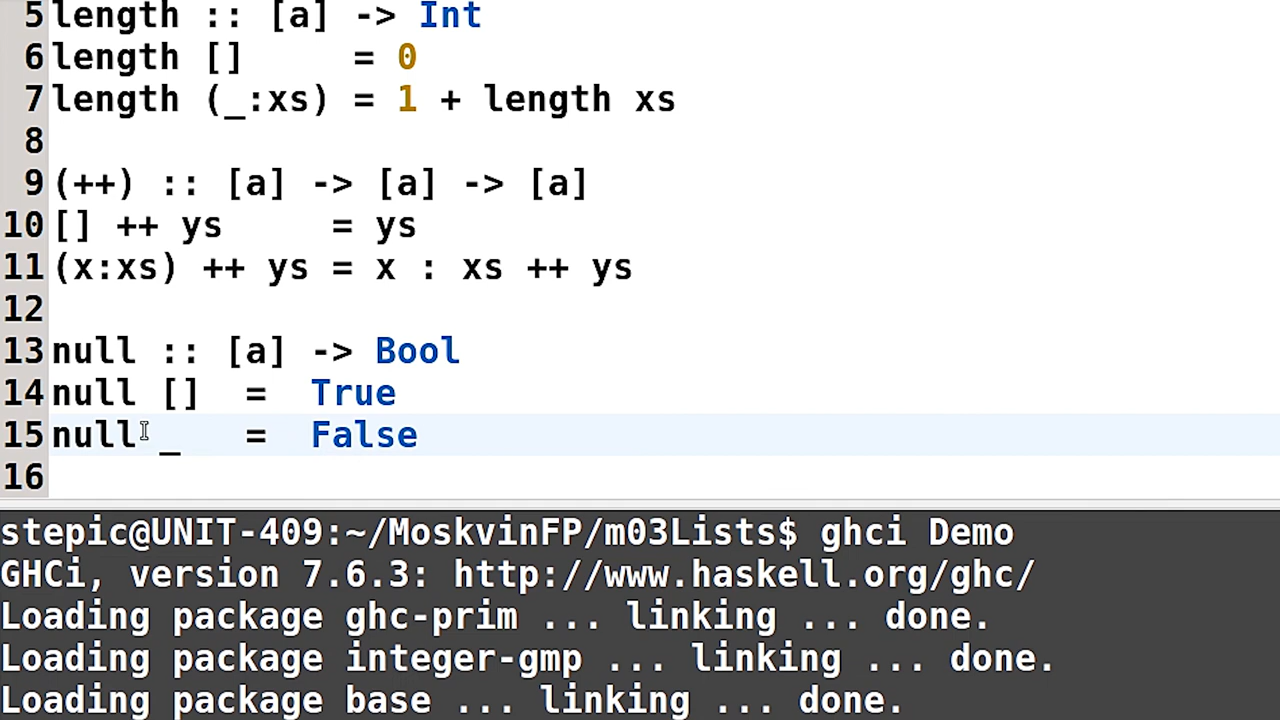 5 length :: [a] -> Int
6 length []     = 0
7 length (_:xs) = 1 + length xs
8
9 (++) :: [a] -> [a] -> [a]
10 [] ++ ys     = ys
11 (x:xs) ++ ys = x : xs ++ ys
12
13 null :: [a] -> Bool
14 null []  =  True
15 null _   =  False
16
stepic@UNIT-409:~/MoskvinFP/m03Lists$ ghci Demo
GHCi, version 7.6.3: http://www.haskell.org/ghc/
Loading package ghc-prim ... linking ... done.
Loading package integer-gmp ... linking ... done.
Loading package base ... linking ... done.